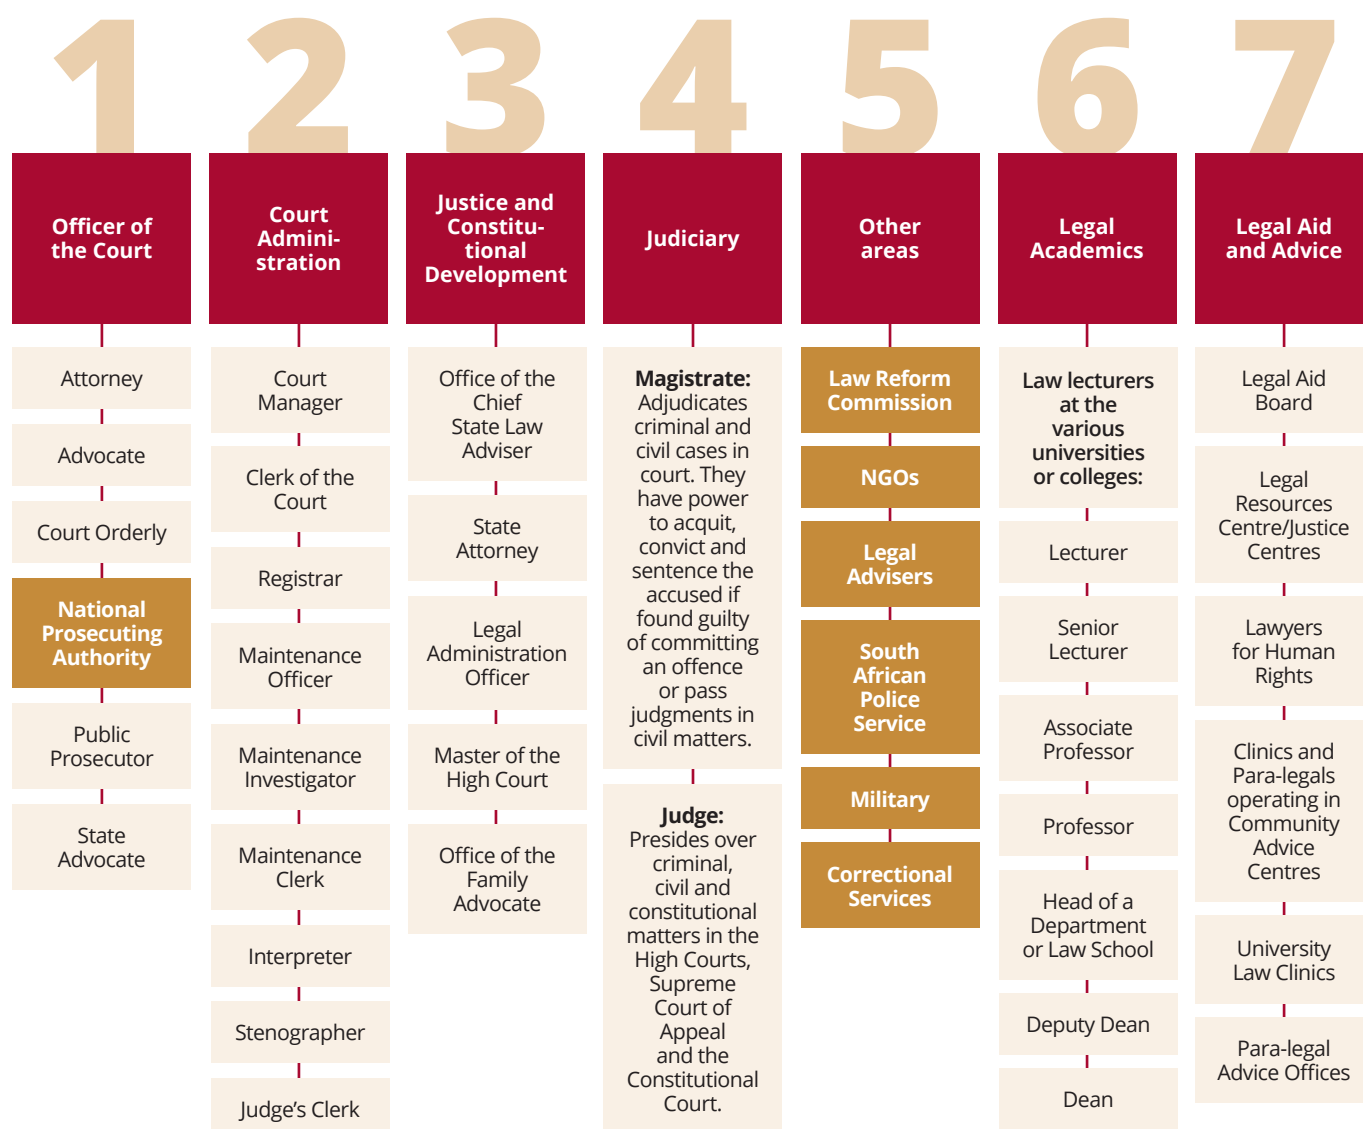 1
2
3
4
5
6
7
Officer of
the Court
Attorney
Advocate
Court Orderly
National
Prosecuting
Authority
Public
Prosecutor
State
Advocate
Court
Admini-
stration
Court
Manager
Clerk of the
Court
Registrar
Maintenance
Officer
Maintenance
Investigator
Maintenance
Clerk
Interpreter
Stenographer
Judge’s Clerk
Justice and
Constitu-
tional
Development
Office of the
Chief
State Law
Adviser
State
Attorney
Legal
Administration
Officer
Master of the
High Court
Office of the
Family
Advocate
Judiciary
Magistrate:
Adjudicates
criminal and
civil cases in
court. They
have power
to acquit,
convict and
sentence the
accused if
found guilty
of committing
an offence
or pass
judgments in
civil matters.
Judge:
Presides over
criminal,
civil and
constitutional
matters in the
High Courts,
Supreme
Court of
Appeal
and the
Constitutional
Court.
Other
areas
Law Reform
Commission
NGOs
Legal
Advisers
South
African
Police
Service
Military
Correctional
Services
Legal
Academics
Law lecturers
at the
various
universities
or colleges:
Lecturer
Senior
Lecturer
Associate
Professor
Professor
Head of a
Department
or Law School
Deputy Dean
Dean
Legal Aid
and Advice
Legal Aid
Board
Legal
Resources
Centre/Justice
Centres
Lawyers
for Human
Rights
Clinics and
Para-legals
operating in
Community
Advice
Centres
University
Law Clinics
Para-legal
Advice Offices